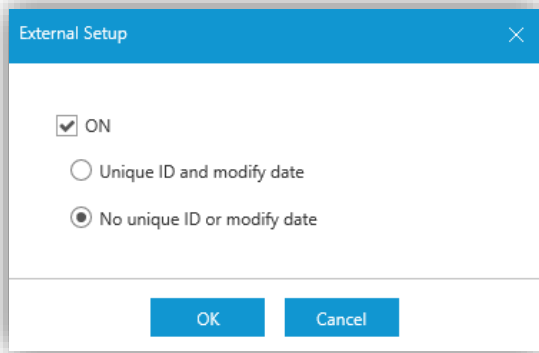 External Setup
ON
Unique ID and modify date
No unique ID or modify date
OK
Cancel